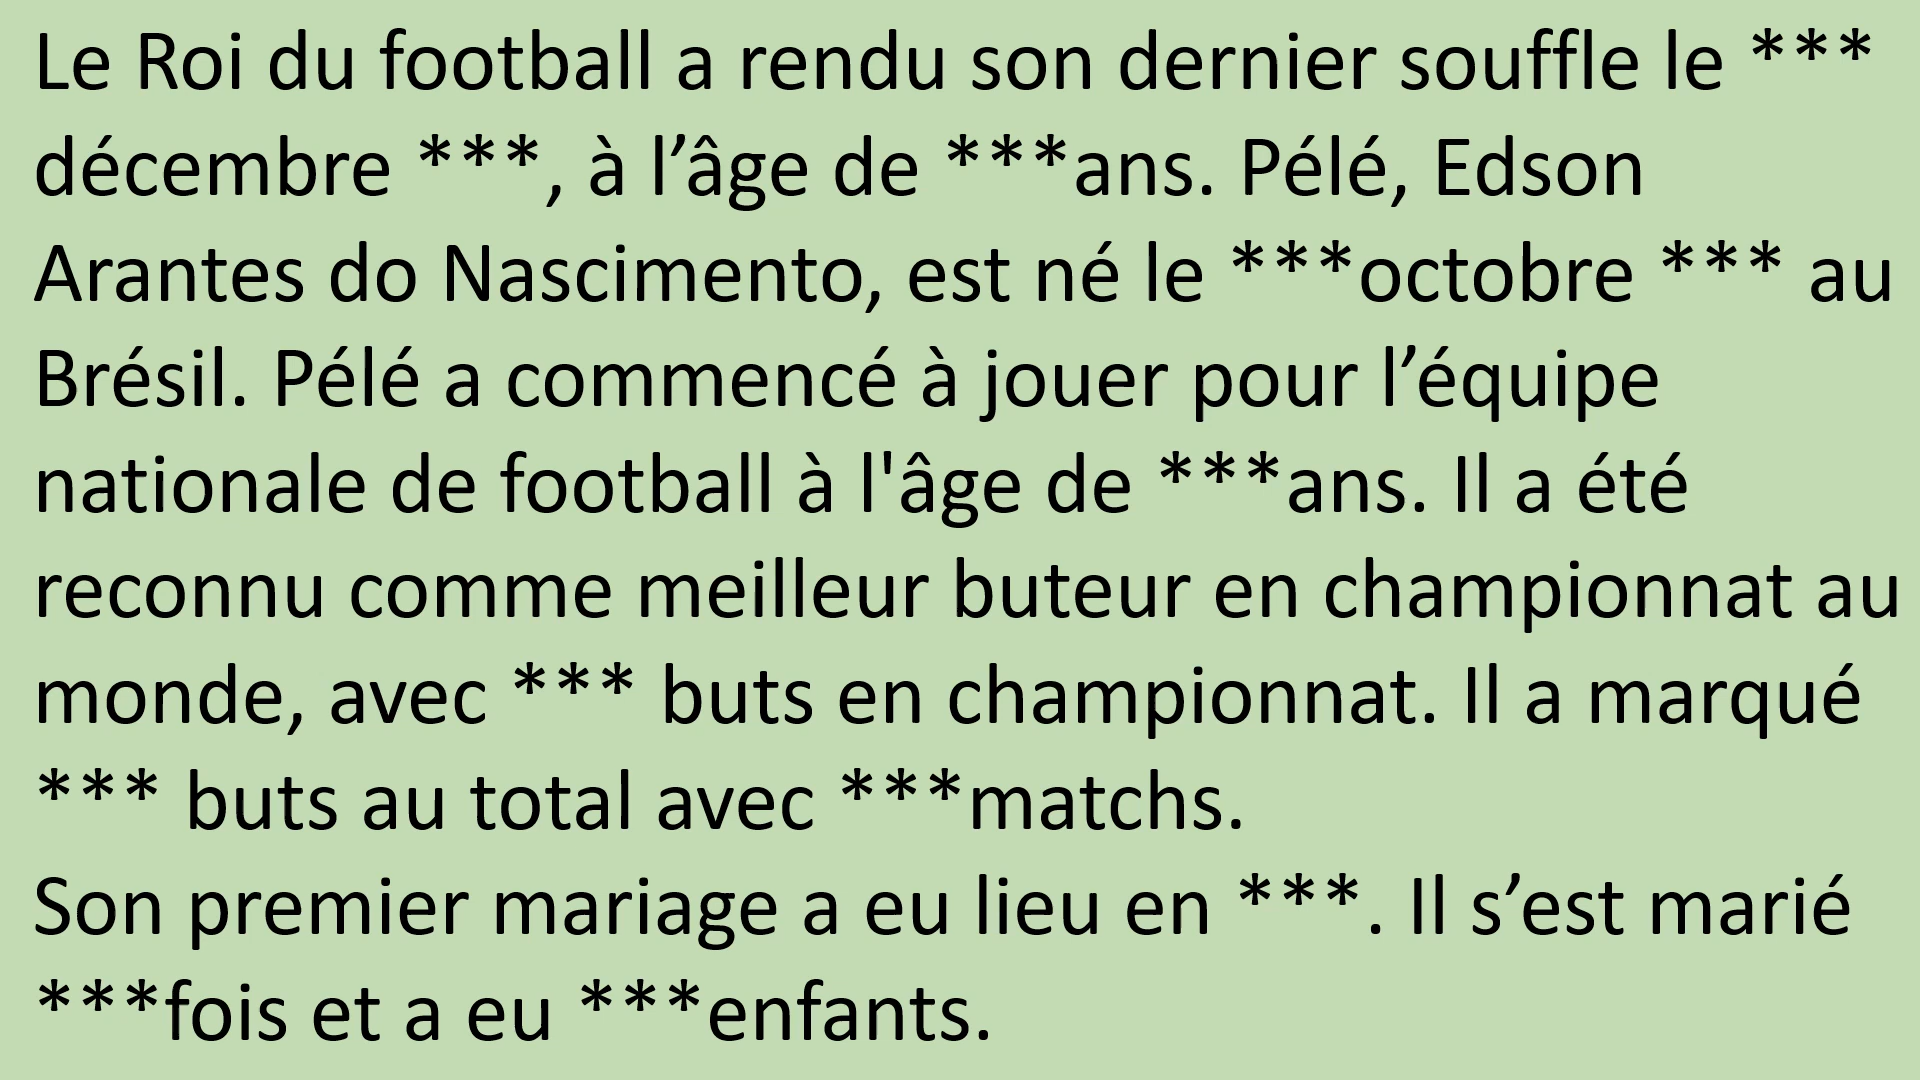 Le Roi du football a rendu son dernier souffle le ***
décembre ***, à l’âge de ***ans. Pélé, Edson
Arantes do Nascimento, est né le ***octobre *** au
Brésil. Pélé a commencé à jouer pour l’équipe
nationale de football à l'âge de ***ans. Il a été
reconnu comme meilleur buteur en championnat au
monde, avec *** buts en championnat. Il a marqué
*** buts au total avec ***matchs.
Son premier mariage a eu lieu en ***. Il s’est marié
***fois et a eu ***enfants.